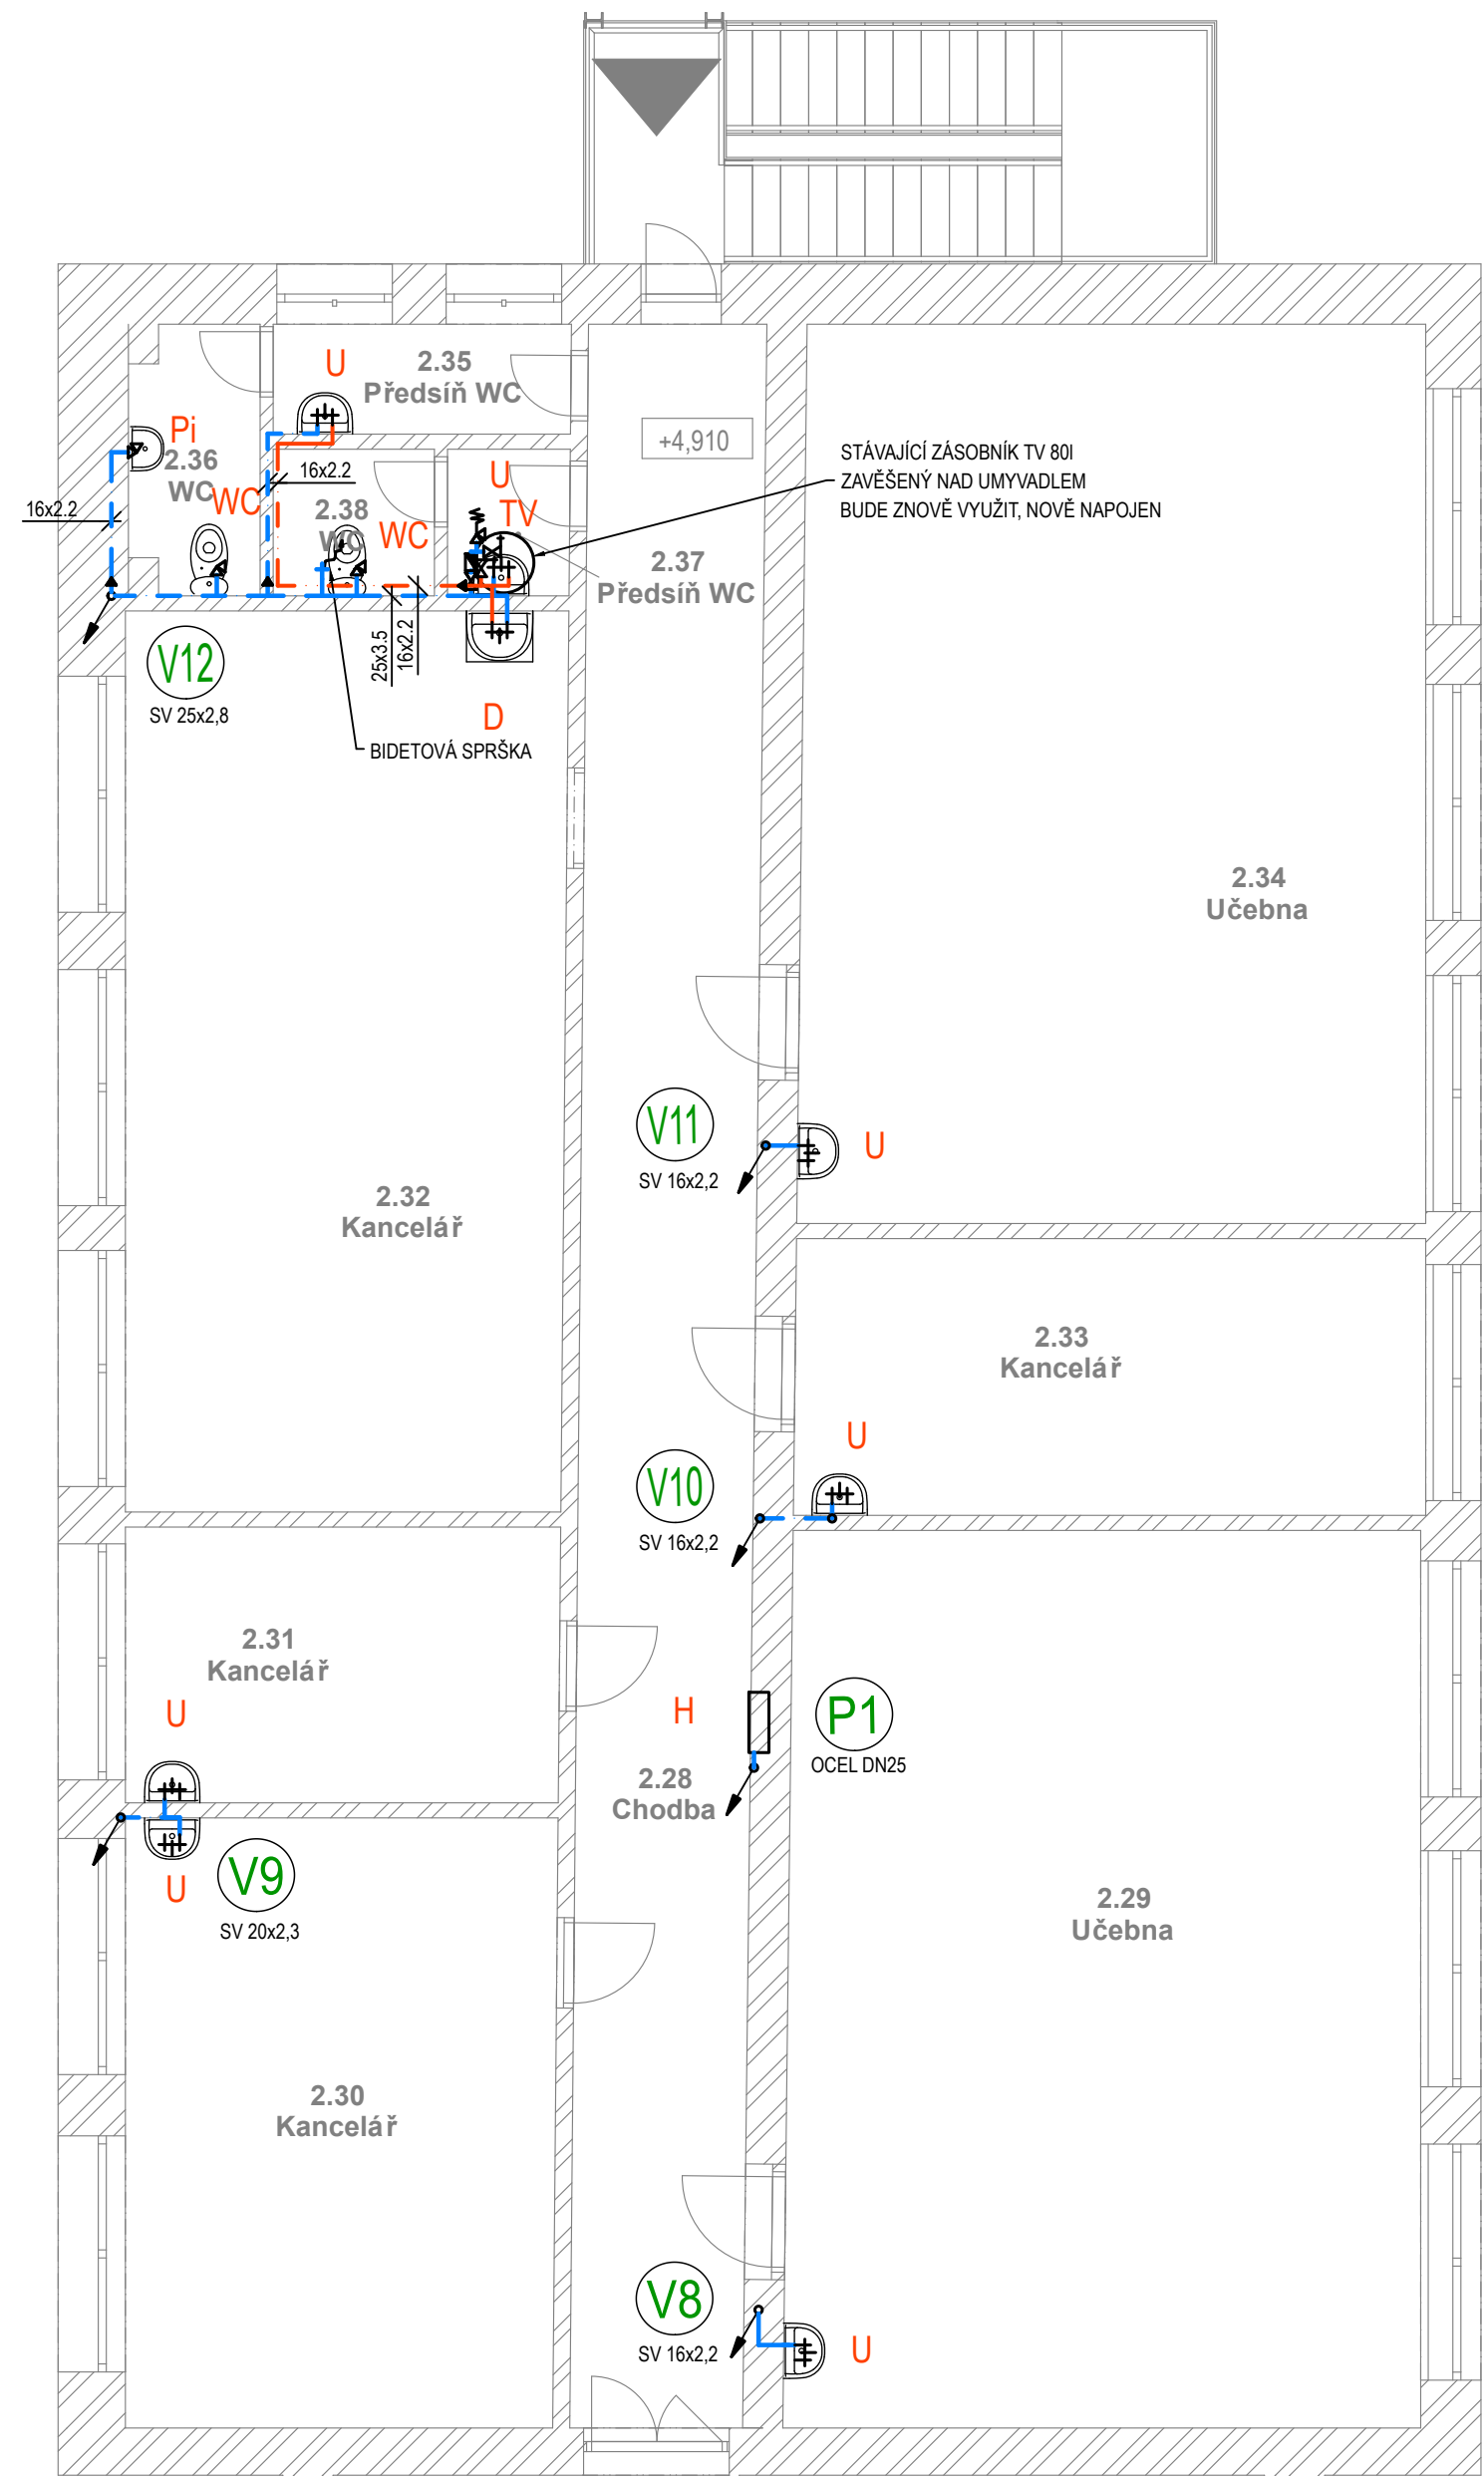 U
2.35
Předsíň WC
+4,910
Pi
2.36
WC
WC
16x2.2
16x2.2
2.38
WC
WC
U
TV
STÁVAJÍCÍ ZÁSOBNÍK TV 80l
ZAVĚŠENÝ NAD UMYVADLEM
BUDE ZNOVĚ VYUŽIT, NOVĚ NAPOJEN
2.37
Předsíň WC
V12
SV 25x2,8
25x3.5
16x2.2
D
BIDETOVÁ SPRŠKA
2.34
Učebna
V11
SV 16x2,2
U
2.32
Kancelář
2.33
Kancelář
U
V10
SV 16x2,2
2.31
Kancelář
U
H
P1
OCEL DN25
2.28
Chodba
U
V9
SV 20x2,3
2.29
Učebna
2.30
Kancelář
V8
SV 16x2,2
U